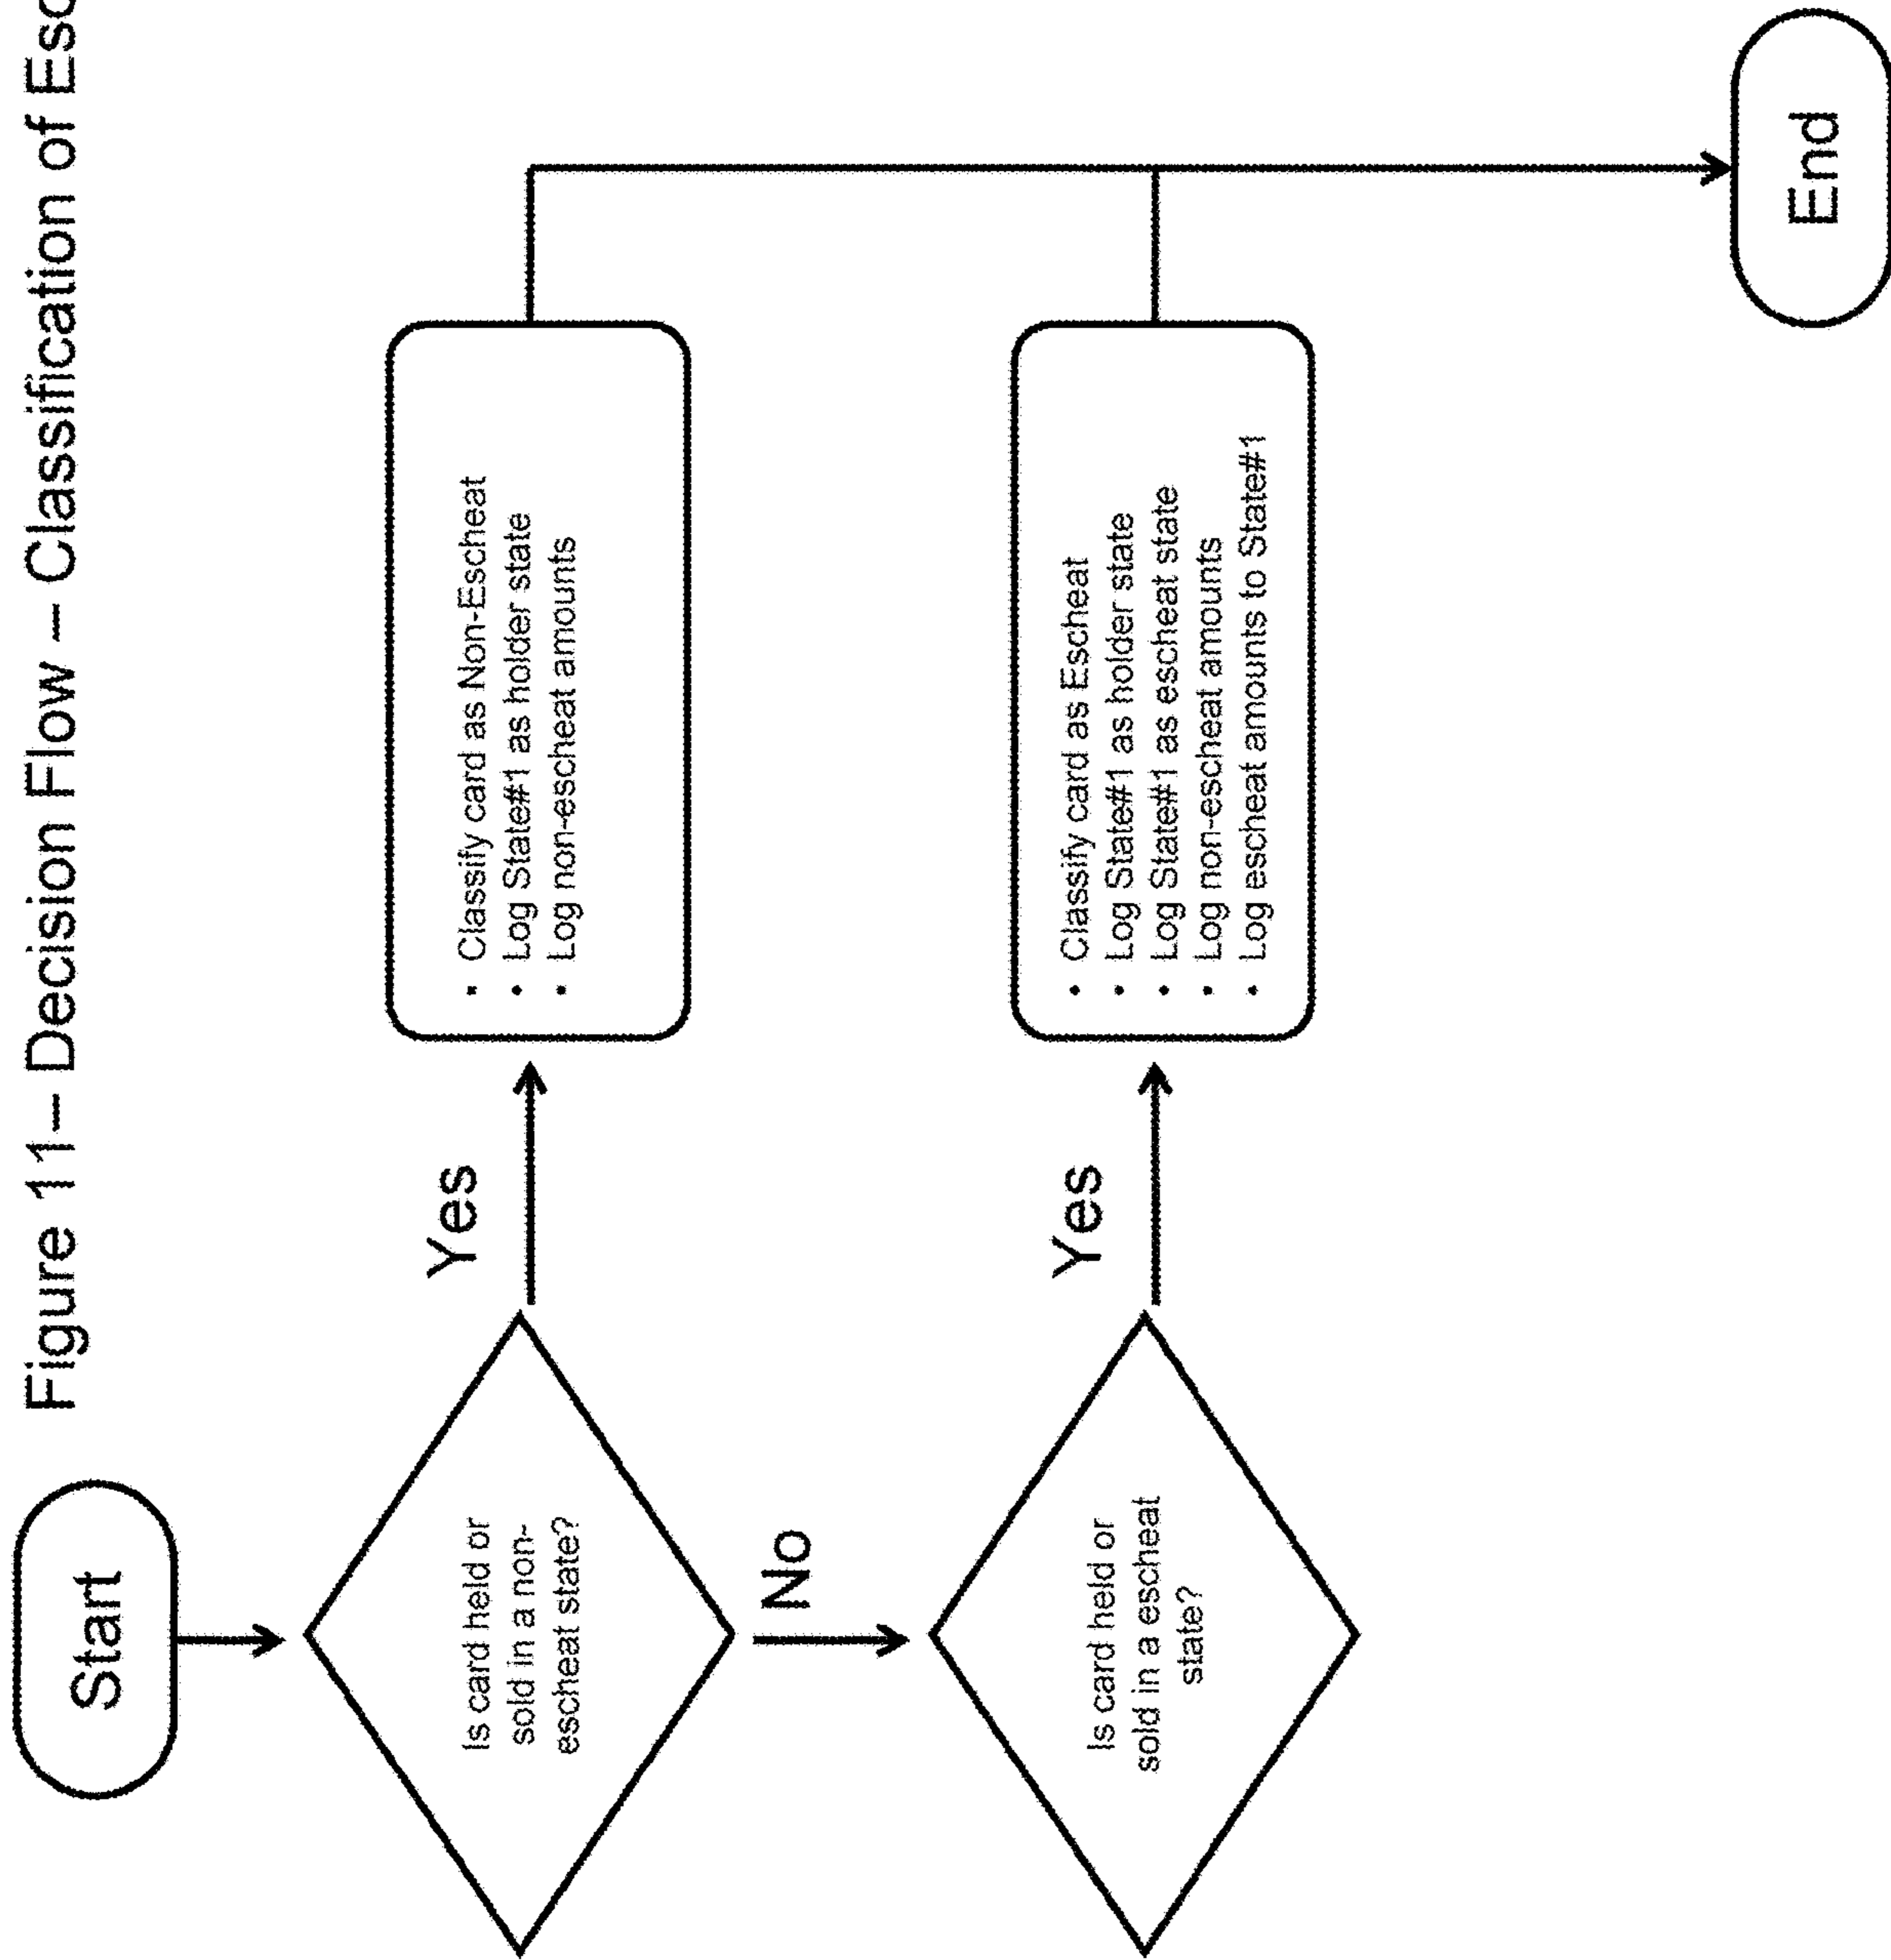 Figure 11– Decision Flow – Classification of
Start
Is card held or
sold in a non-
escheat state?
Yes
• Classify card as Non-Escheat
• Log State#1 as holder state
• Log non-escheat amounts
No
Is card held or
sold in a escheat
state?
Yes
• Classify card as Escheat
• Log State#1 as holder state
• Log State#1 as escheat state
• Log non-escheat amounts
• Log escheat amounts to State#1
End